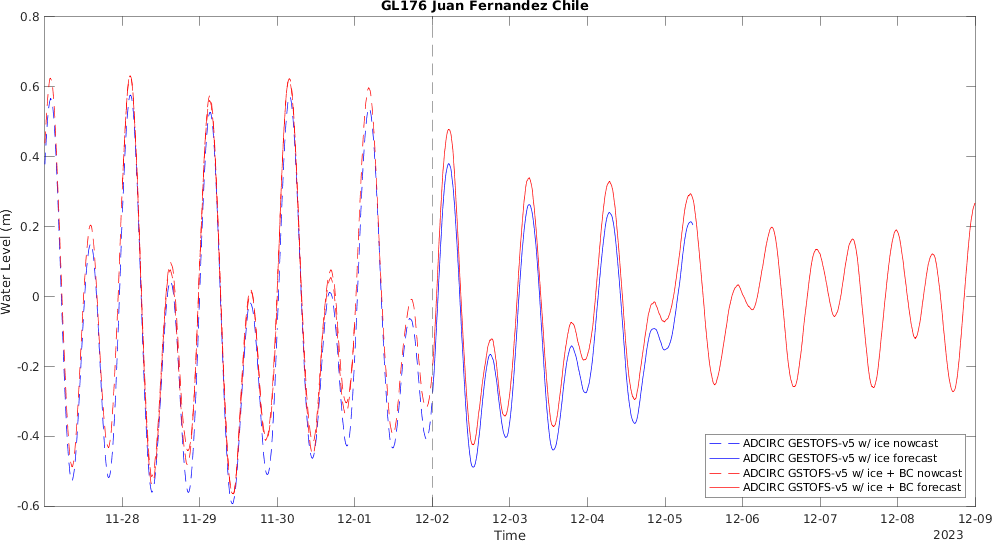 GL176 Juan Fernandez Chile
0.8
0.6
0.4
0.2
0
-0.2
-0.4
-0.6
Water Level (m)
11-28 11-29 11-30 12-01 12-02 12-03 12-04 12-05 12-06 12-07 12-08 12-09
Time
2023
ADCIRC GESTOFS-v5 w/ ice nowcast
ADCIRC GESTOFS-v5 w/ ice forecast
ADCIRC GSTOFS-v5 w/ ice + BC nowcast
ADCIRC GSTOFS-v5 w/ ice + BC forecast